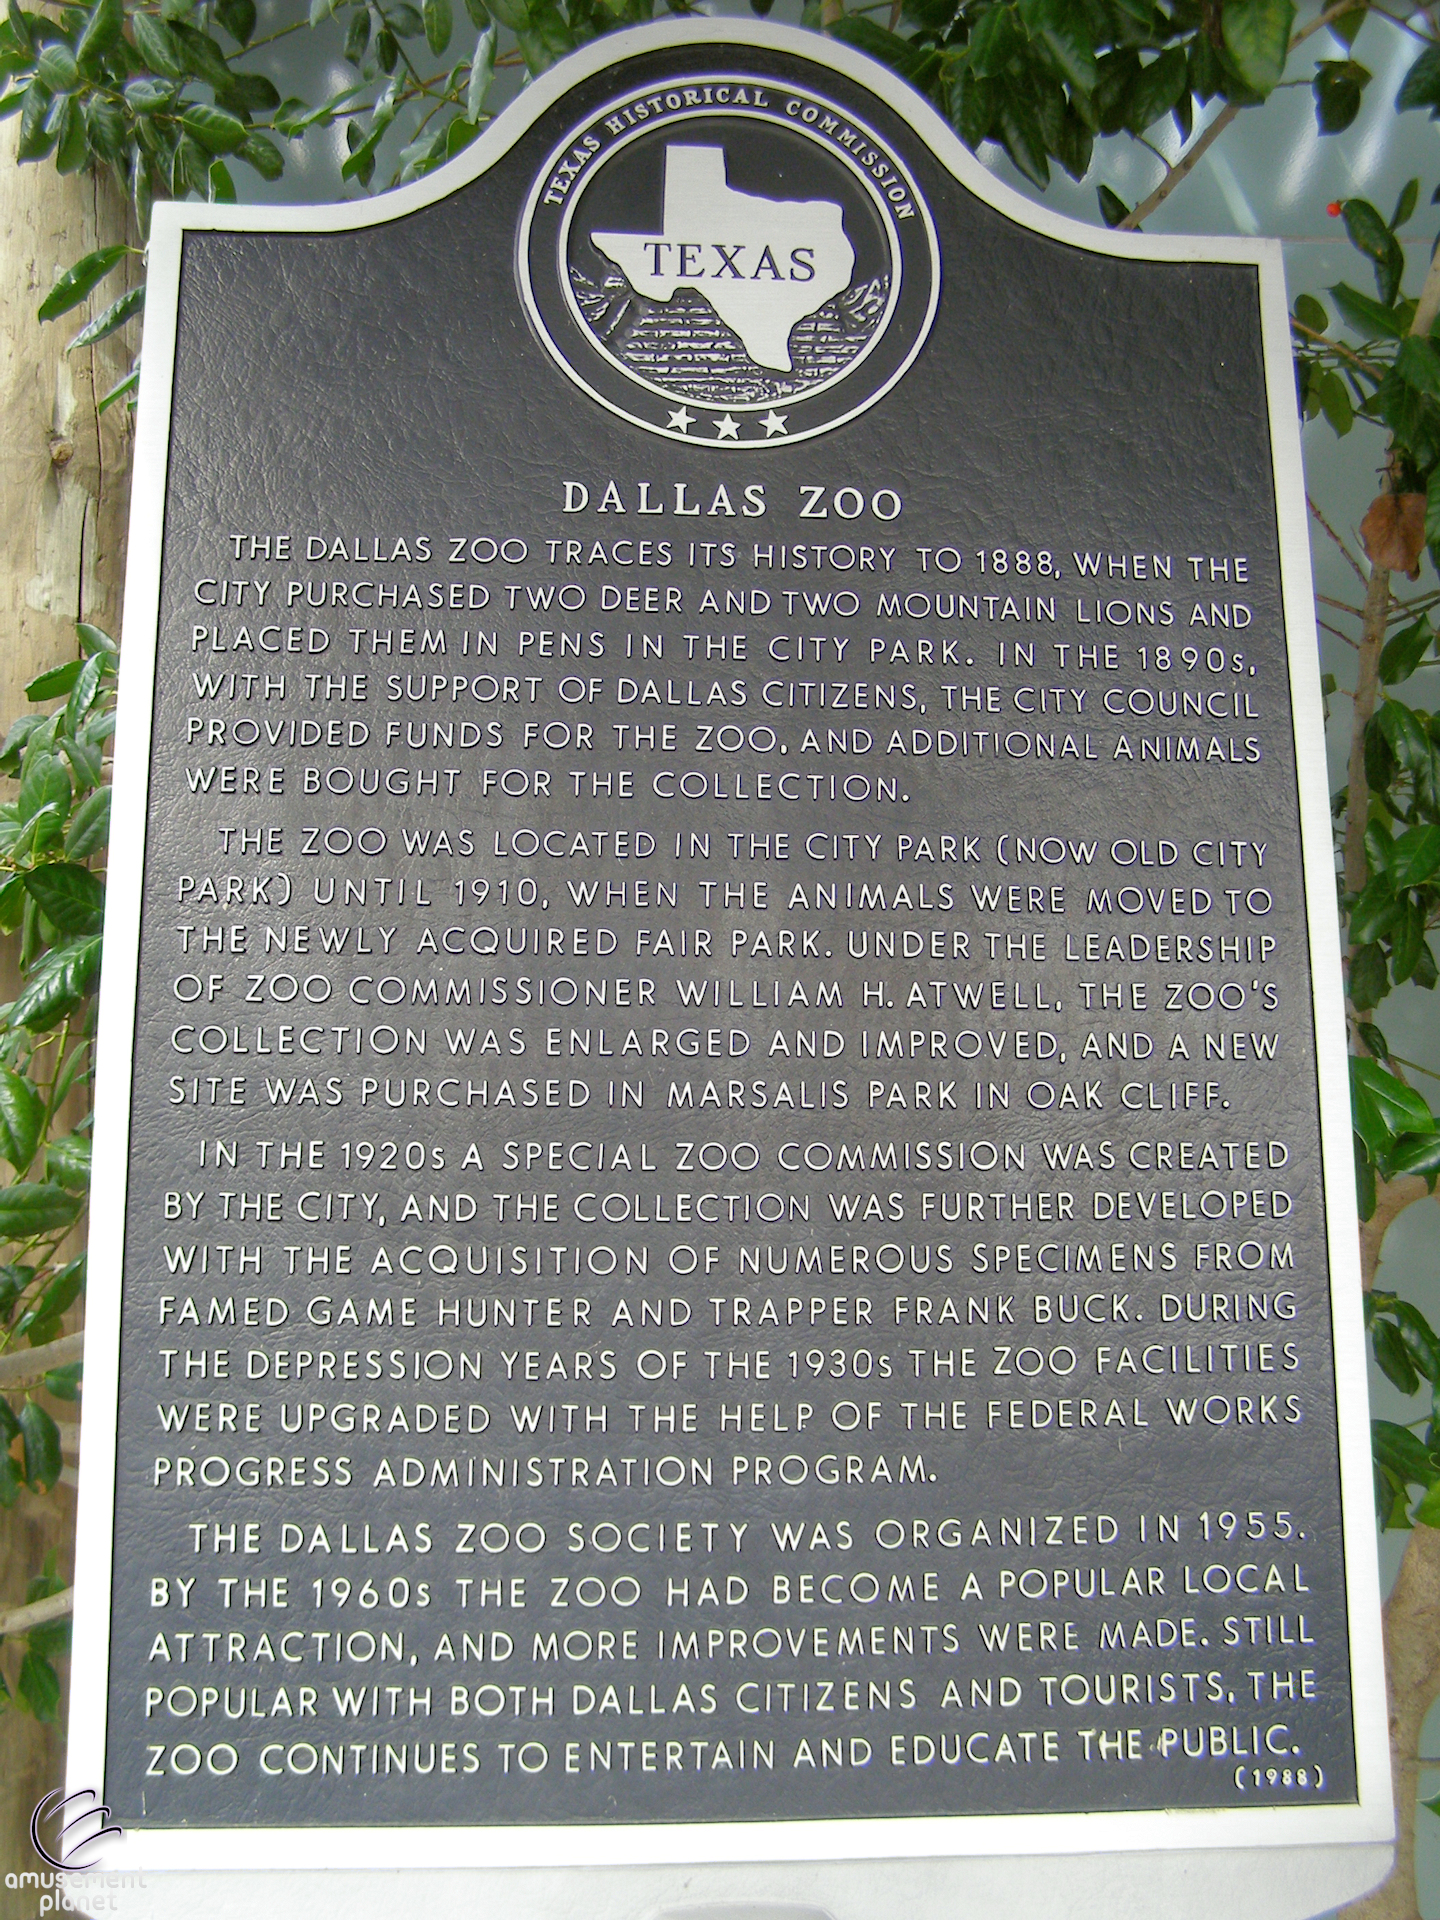 TEXAS HISTORICAL COMMISSION
TEXAS
DALLAS ZOO
THE DALLAS ZOO TRACES ITS HISTORY TO 1888, WHEN THE
CITY PURCHASED TWO DEER AND TWO MOUNTAIN LIONS AND
PLACED THEM IN PENS IN THE CITY PARK. IN THE 1890s,
WITH THE SUPPORT OF DALLAS CITIZENS, THE CITY COUNCIL
PROVIDED FUNDS FOR THE ZOO, AND ADDITIONAL ANIMALS
WERE BOUGHT FOR THE COLLECTION.
THE ZOO WAS LOCATED IN THE CITY PARK (NOW OLD CITY
PARK) UNTIL 1910, WHEN THE ANIMALS WERE MOVED TO
THE NEWLY ACQUIRED FAIR PARK. UNDER THE LEADERSHIP
OF ZOO COMMISSIONER WILLIAM H. ATWELL, THE ZOO'S
COLLECTION WAS ENLARGED AND IMPROVED, AND A NEW
SITE WAS PURCHASED IN MARSALIS PARK IN OAK CLIFF.
IN THE 1920s A SPECIAL ZOO COMMISSION WAS CREATED
BY THE CITY, AND THE COLLECTION WAS FURTHER DEVELOPED
WITH THE ACQUISITION OF NUMEROUS SPECIMENS FROM
FAMED GAME HUNTER AND TRAPPER FRANK BUCK. DURING
THE DEPRESSION YEARS OF THE 1930s THE ZOO FACILITIES
WERE UPGRADED WITH THE HELP OF THE FEDERAL WORKS
PROGRESS ADMINISTRATION PROGRAM.
THE DALLAS ZOO SOCIETY WAS ORGANIZED IN 1955.
BY THE 1960s THE ZOO HAD BECOME A POPULAR LOCAL
ATTRACTION, AND MORE IMPROVEMENTS WERE MADE. STILL
POPULAR WITH BOTH DALLAS CITIZENS AND TOURISTS, THE
ZOO CONTINUES TO ENTERTAIN AND EDUCATE THE PUBLIC.
(1988)
amusement
planet